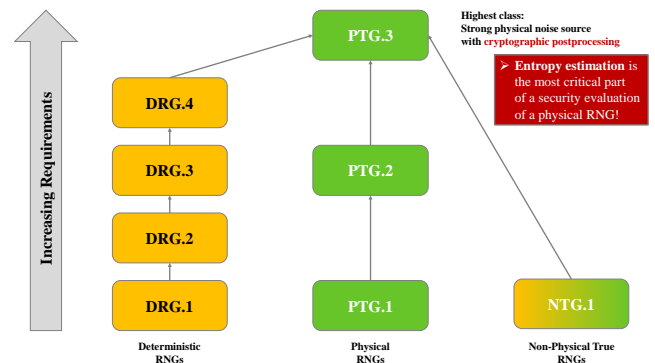 Highest class:
Strong physical noise source
with cryptographic postprocessing
PTG.3
➢ Entropy estimation is
the most critical part
of a security evaluation
of a physical RNG!
Increasing Requirements
DRG.4
DRG.3
PTG.2
DRG.2
DRG.1
PTG.1
NTG.1
Deterministic
RNGs
Physical
RNGs
Non-Physical True
RNGs